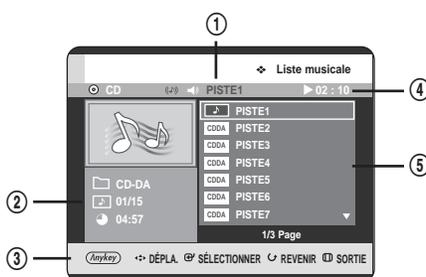 ①
❖ Liste musicale
CD PISTE1 ▶ 02 : 10 ④
♪ PISTE1
CDDA PISTE2
CDDA PISTE3
CDDA PISTE4
CDDA PISTE5 ⑤
CDDA PISTE6
CDDA PISTE7 ▼
CD-DA
② 01/15
04:57
1/3 Page
③ Anykey DÉPLA. SÉLECTIONNER REVENIR SORTIE